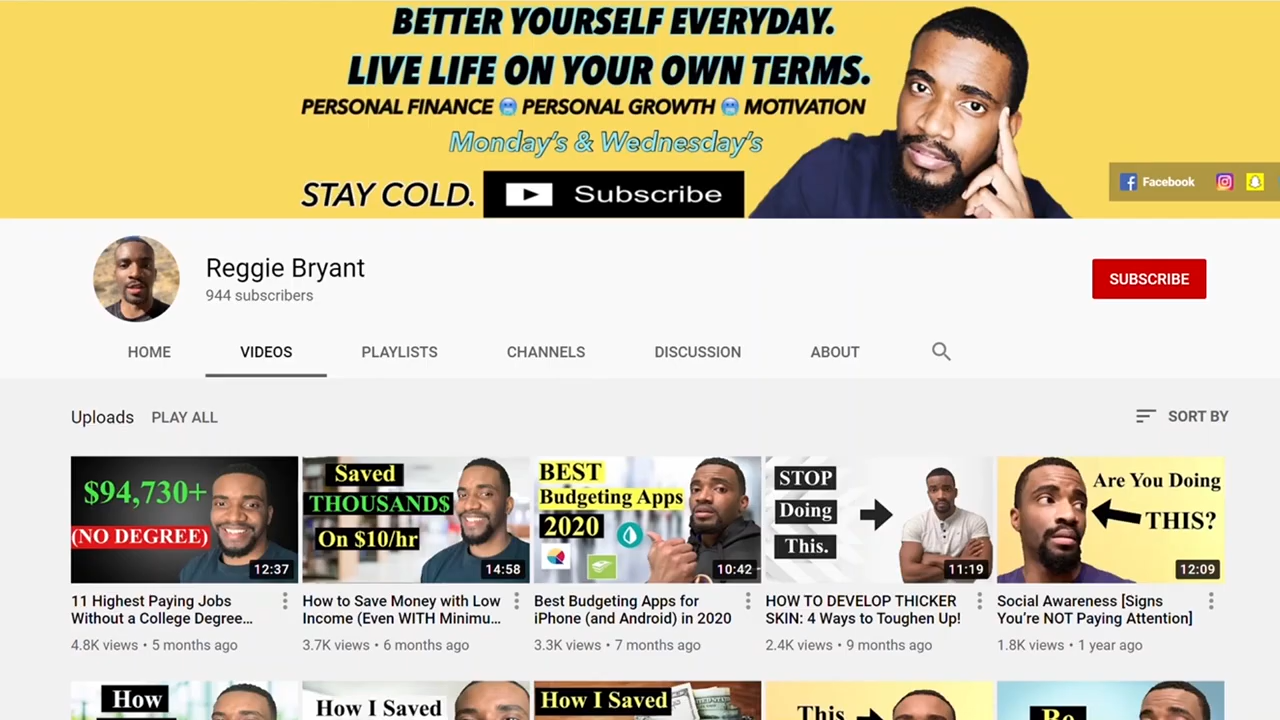 BETTER YOURSELF EVERYDAY.
LIVE LIFE ON YOUR OWN TERMS.
PERSONAL FINANCE 🥶 PERSONAL GROWTH 🥶 MOTIVATION
Monday's & Wednesday's
STAY COLD.
Subscribe
Facebook
Reggie Bryant
944 subscribers
SUBSCRIBE
HOME
VIDEOS
PLAYLISTS
CHANNELS
DISCUSSION
ABOUT
Uploads
PLAY ALL
SORT BY
$94,730+
(NO DEGREE)
12:37
Saved
THOUSAND$
On $10/hr
14:58
BEST
Budgeting Apps
2020
10:42
STOP
Doing
This.
11:19
Are You Doing
THIS?
12:09
11 Highest Paying Jobs
Without a College Degree...
4.8K views • 5 months ago
How to Save Money with Low
Income (Even WITH Minimu...
3.7K views • 6 months ago
Best Budgeting Apps for
iPhone (and Android) in 2020
3.3K views • 7 months ago
HOW TO DEVELOP THICKER
SKIN: 4 Ways to Toughen Up!
2.4K views • 9 months ago
Social Awareness [Signs
You're NOT Paying Attention]
1.8K views • 1 year ago
How
How I Saved
How I Saved
This
Be